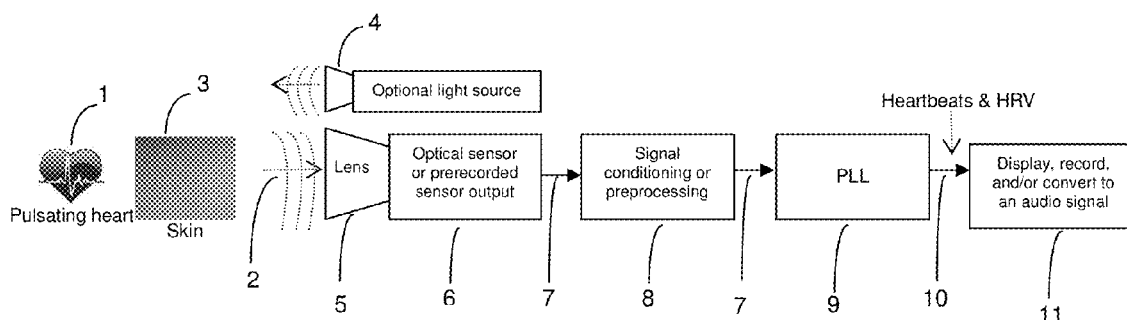 4
1
3
Optional light source
Heartbeats & HRV
Lens
Optical sensor
or prerecorded
sensor output
Signal
conditioning or
preprocessing
PLL
Display, record,
and/or convert to
an audio signal
Pulsating heart
Skin
2
5
6
7
8
7
9
10
11